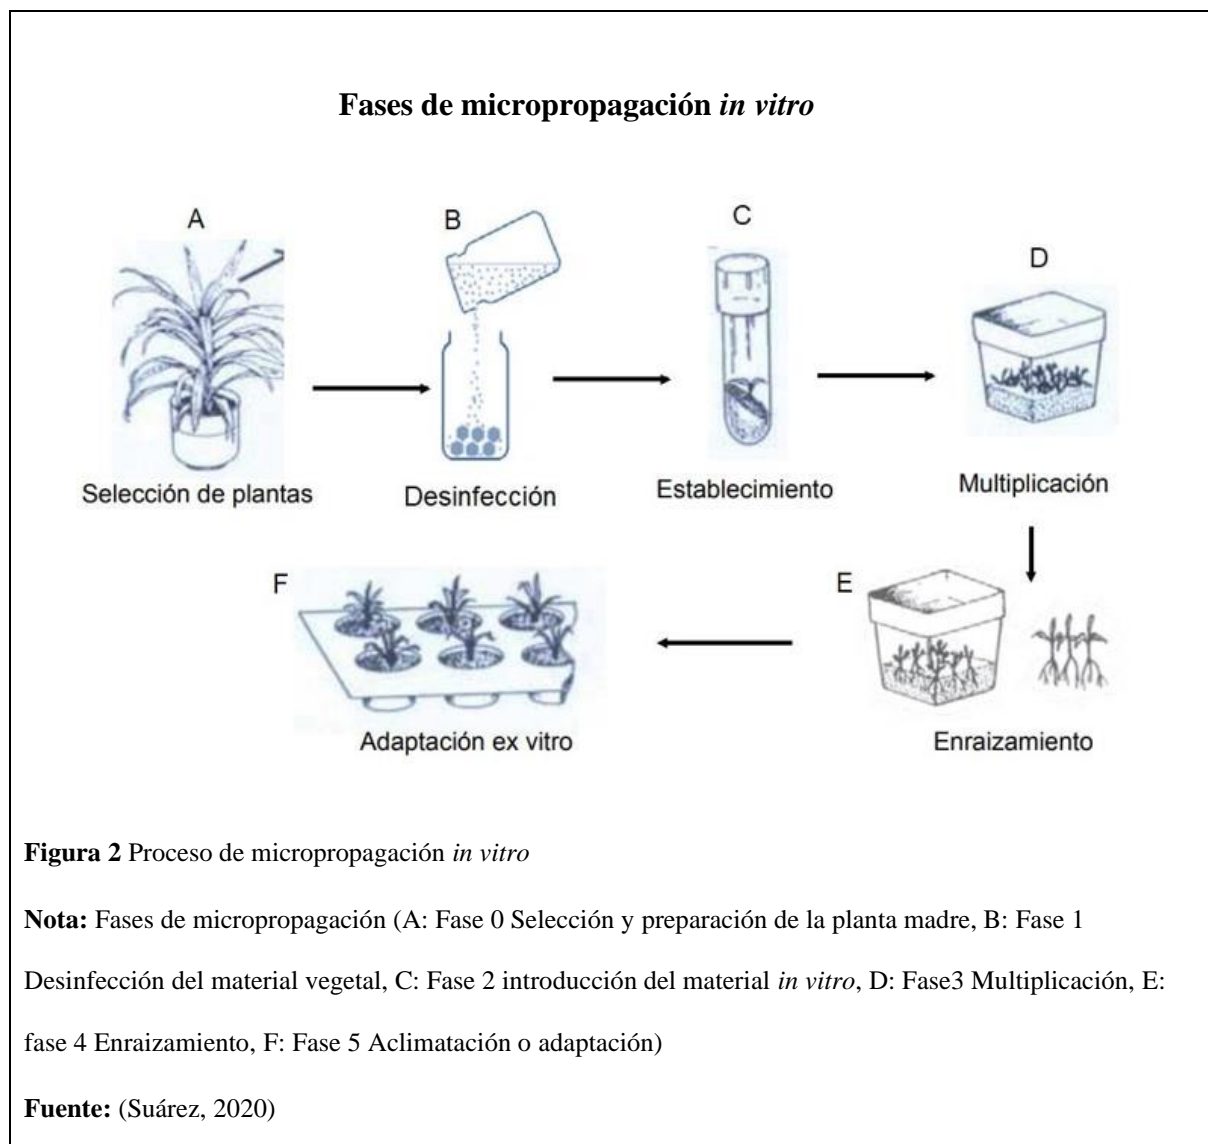 Fases de micropropagación in vitro
A
B
C
D
Selección de plantas
Desinfección
Establecimiento
Multiplicación
F
E
Adaptación ex vitro
Enraizamiento
Figura 2 Proceso de micropropagación in vitro
Nota: Fases de micropropagación (A: Fase 0 Selección y preparación de la planta madre, B: Fase 1
Desinfección del material vegetal, C: Fase 2 introducción del material in vitro, D: Fase3 Multiplicación, E:
fase 4 Enraizamiento, F: Fase 5 Aclimatación o adaptación)
Fuente: (Suárez, 2020)